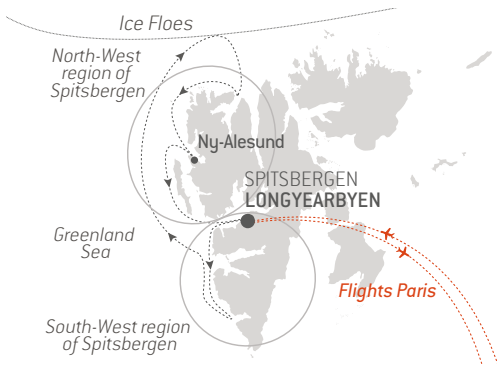 Ice Floes
North-West
region of
Spitsbergen
Ny-Alesund
SPITSBERGEN
LONGYEARBYEN
Greenland
Sea
Flights Paris
South-West region
of Spitsbergen